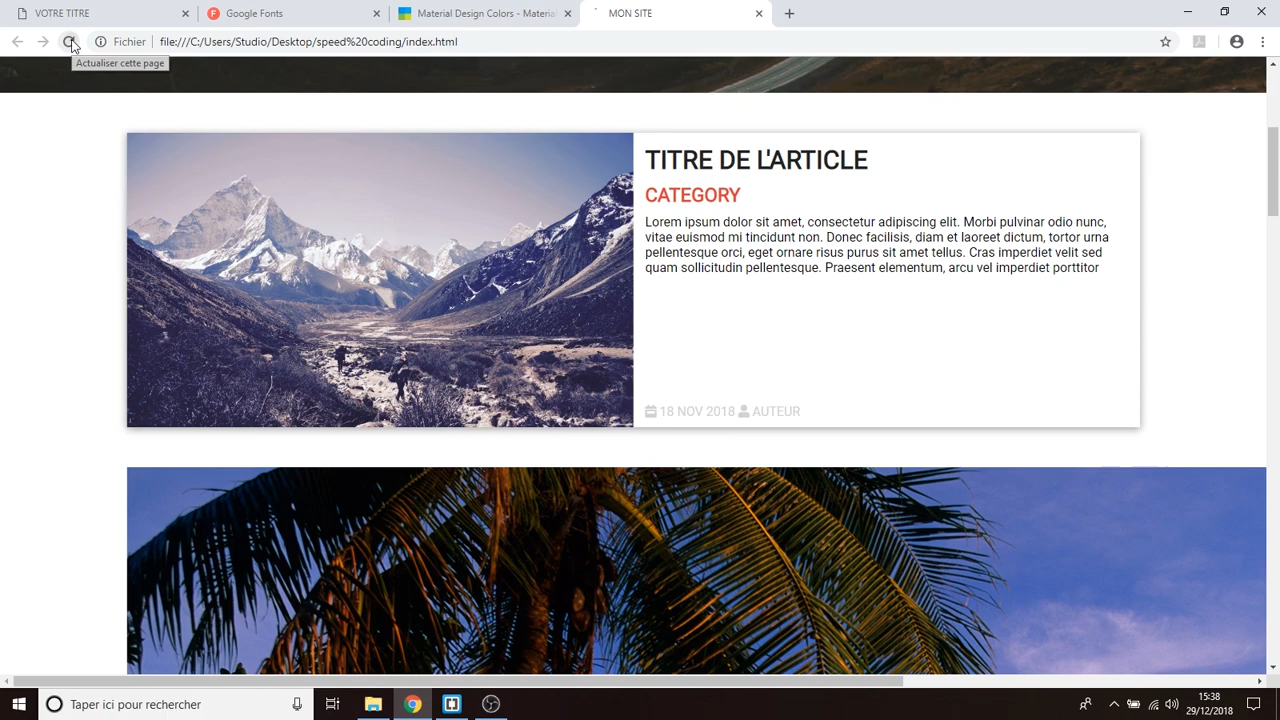 VOTRE TITRE
Google Fonts
Material Design Colors - Material
MON SITE
Fichier
file:///C:/Users/Studio/Desktop/speed%20coding/index.html
Actualiser cette page
TITRE DE L'ARTICLE
CATEGORY
Lorem ipsum dolor sit amet, consectetur adipiscing elit. Morbi pulvinar odio nunc,
vitae euismod mi tincidunt non. Donec facilisis, diam et laoreet dictum, tortor urna
pellentesque orci, eget ornare risus purus sit amet tellus. Cras imperdiet velit sed
quam sollicitudin pellentesque. Praesent elementum, arcu vel imperdiet porttitor
18 NOV 2018 AUTEUR
Taper ici pour rechercher
15:38
29/12/2018